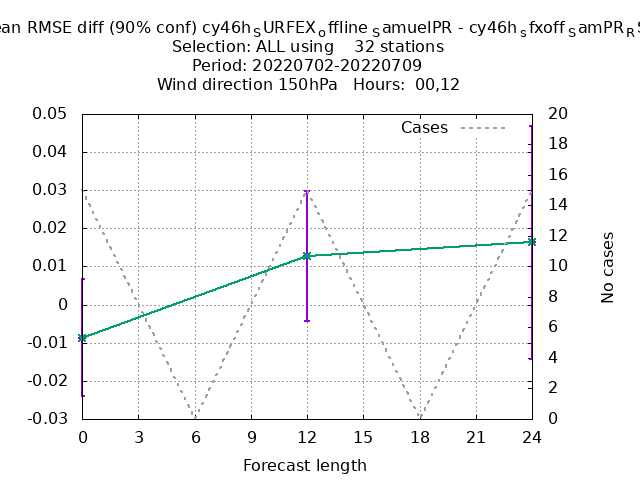 RMSE diff (90% conf) cy46h_SURFEX_offline_SamuelPR - cy46h_sfxoff_SamPR_R
Selection: ALL using 32 stations
Period: 20220702-20220709
Wind direction 150hPa Hours: 00,12
Cases
0.05
0.04
0.03
0.02
0.01
0
-0.01
-0.02
-0.03
20
18
16
14
12
10
8
6
4
2
0
No cases
0 3 6 9 12 15 18 21 24
Forecast length